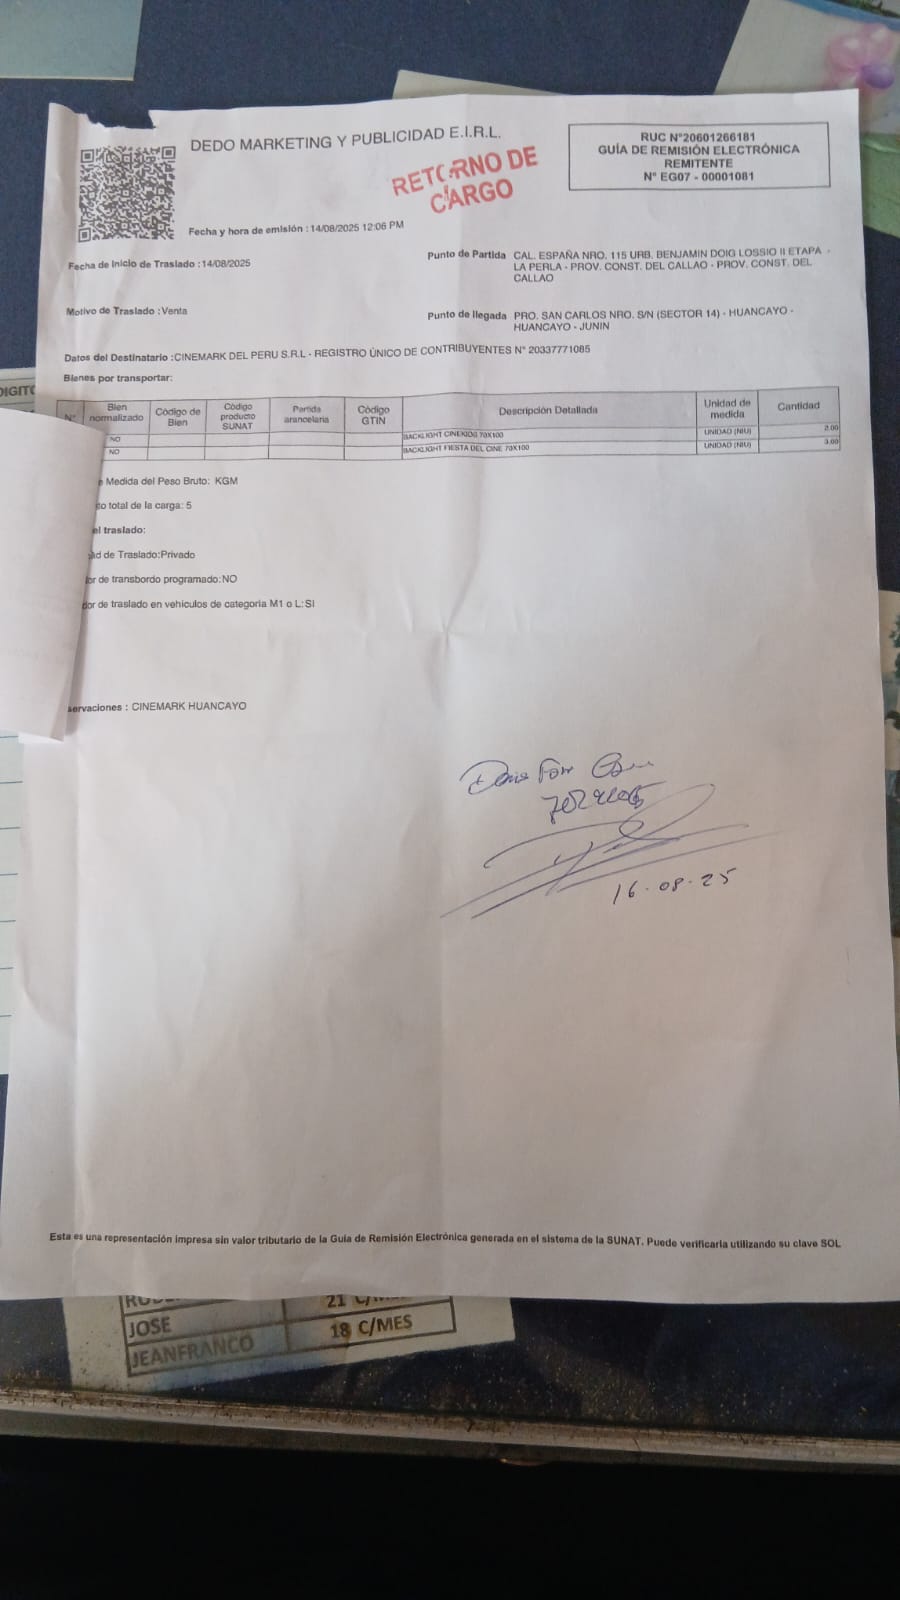 DEDO MARKETING Y PUBLICIDAD E.I.R.L.
RETORNO DE
CARGO
RUC N°20601266181
GUÍA DE REMISIÓN ELECTRÓNICA
REMITENTE
N° EG07 - 00001081
Fecha y hora de emisión : 14/08/2025 12:06 PM
Fecha de Inicio de Traslado : 14/08/2025
Punto de Partida CAL. ESPAÑA NRO. 115 URB. BENJAMIN DOIG LOSSIO II ETAPA -
LA PERLA - PROV. CONST. DEL CALLAO - PROV. CONST. DEL
CALLAO
Motivo de Traslado :Venta
Punto de llegada PRO. SAN CARLOS NRO. S/N (SECTOR 14) - HUANCAYO -
HUANCAYO - JUNIN
Datos del Destinatario :CINEMARK DEL PERU S.R.L - REGISTRO ÚNICO DE CONTRIBUYENTES N° 20337771085
Bienes por transportar:
N° Bien normalizado Código de Bien Código producto SUNAT Partida arancelaria Código GTIN Descripción Detallada Unidad de medida Cantidad
NO BACKLIGHT CINEKIDS 70X100 UNIDAD (NIU) 2.00
NO BACKLIGHT FIESTA DEL CINE 70X100 UNIDAD (NIU) 3.00
Medida del Peso Bruto: KGM
to total de la carga: 5
el traslado:
ad de Traslado:Privado
or de transbordo programado:NO
dor de traslado en vehículos de categoría M1 o L:SI
servaciones : CINEMARK HUANCAYO
16-08-25
Esta es una representación impresa sin valor tributario de la Guía de Remisión Electrónica generada en el sistema de la SUNAT. Puede verificarla utilizando su clave SOL
JOSE 18 C/MES
JEANFRANCO